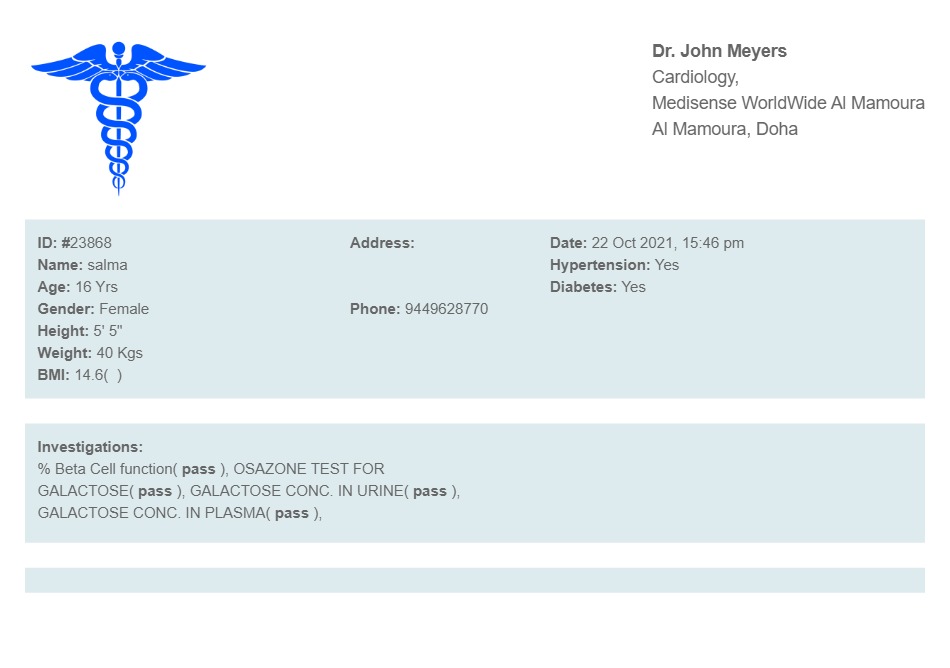 Dr. John Meyers
Cardiology,
Medisense WorldWide Al Mamoura
Al Mamoura, Doha
ID: #23868
Name: salma
Age: 16 Yrs
Gender: Female
Height: 5' 5"
Weight: 40 Kgs
BMI: 14.6( )
Address:
Phone: 9449628770
Date: 22 Oct 2021, 15:46 pm
Hypertension: Yes
Diabetes: Yes
Investigations:
% Beta Cell function( pass ), OSAZONE TEST FOR
GALACTOSE( pass ), GALACTOSE CONC. IN URINE( pass ),
GALACTOSE CONC. IN PLASMA( pass ),